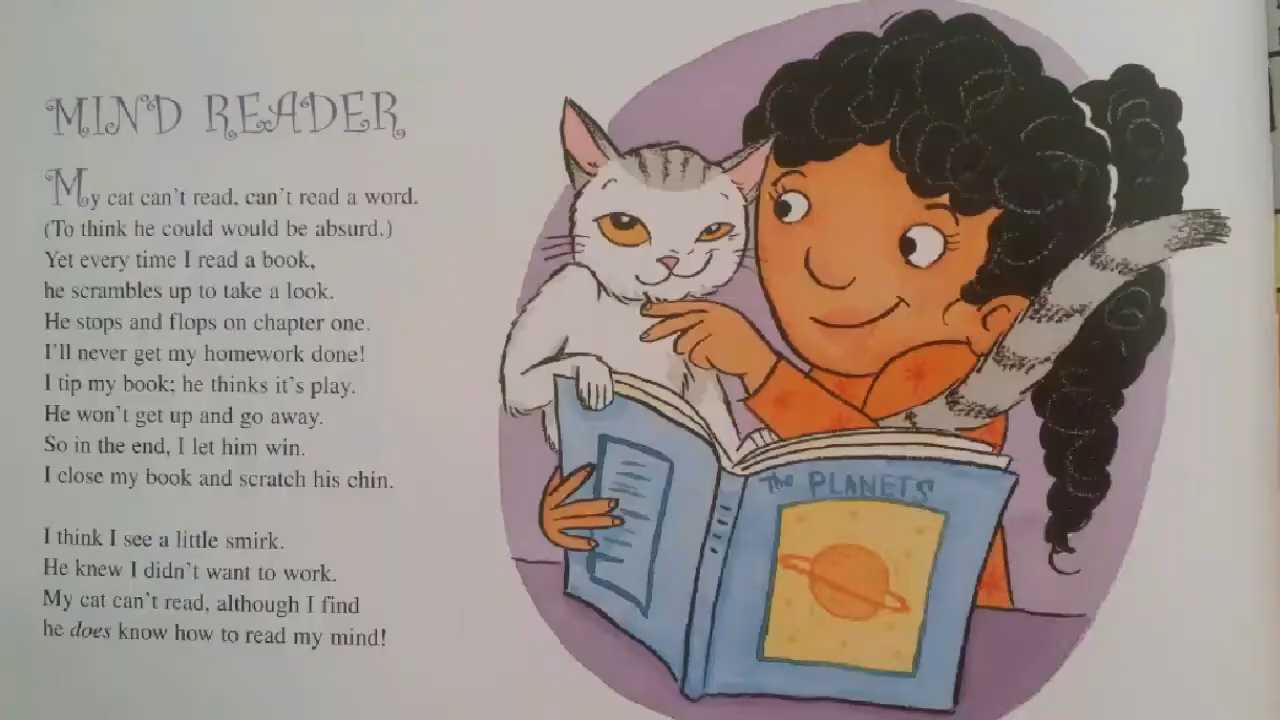 MIND READER
My cat can't read, can't read a word.
(To think he could would be absurd.)
Yet every time I read a book,
he scrambles up to take a look.
He stops and flops on chapter one.
I'll never get my homework done!
I tip my book; he thinks it's play.
He won't get up and go away.
So in the end, I let him win.
I close my book and scratch his chin.
I think I see a little smirk.
He knew I didn't want to work.
My cat can't read, although I find
he does know how to read my mind!
The PLANETS